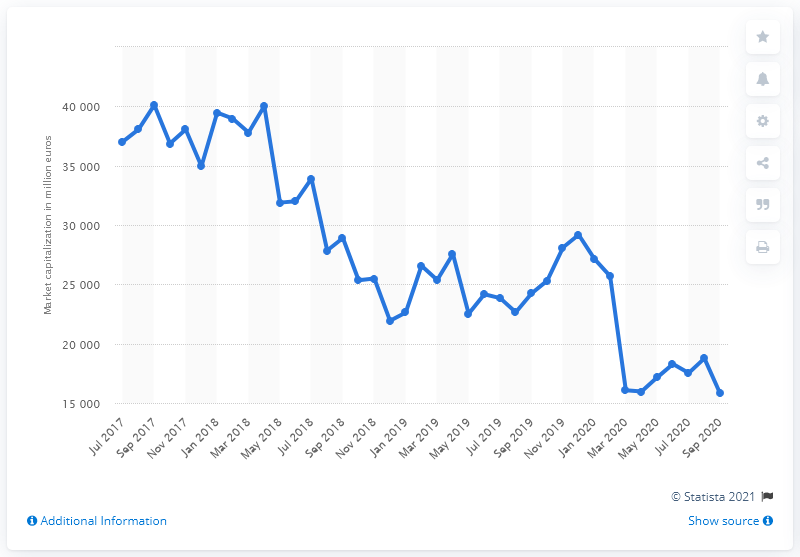 Market capitalization in million euros
40 000
35 000
30 000
25 000
20 000
15 000
Jul 2017
Sep 2017
Nov 2017
Jan 2018
Mar 2018
May 2018
Jul 2018
Sep 2018
Nov 2018
Jan 2019
Mar 2019
May 2019
Jul 2019
Sep 2019
Nov 2019
Jan 2020
Mar 2020
May 2020
Jul 2020
Sep 2020
© Statista 2021
Additional Information
Show source